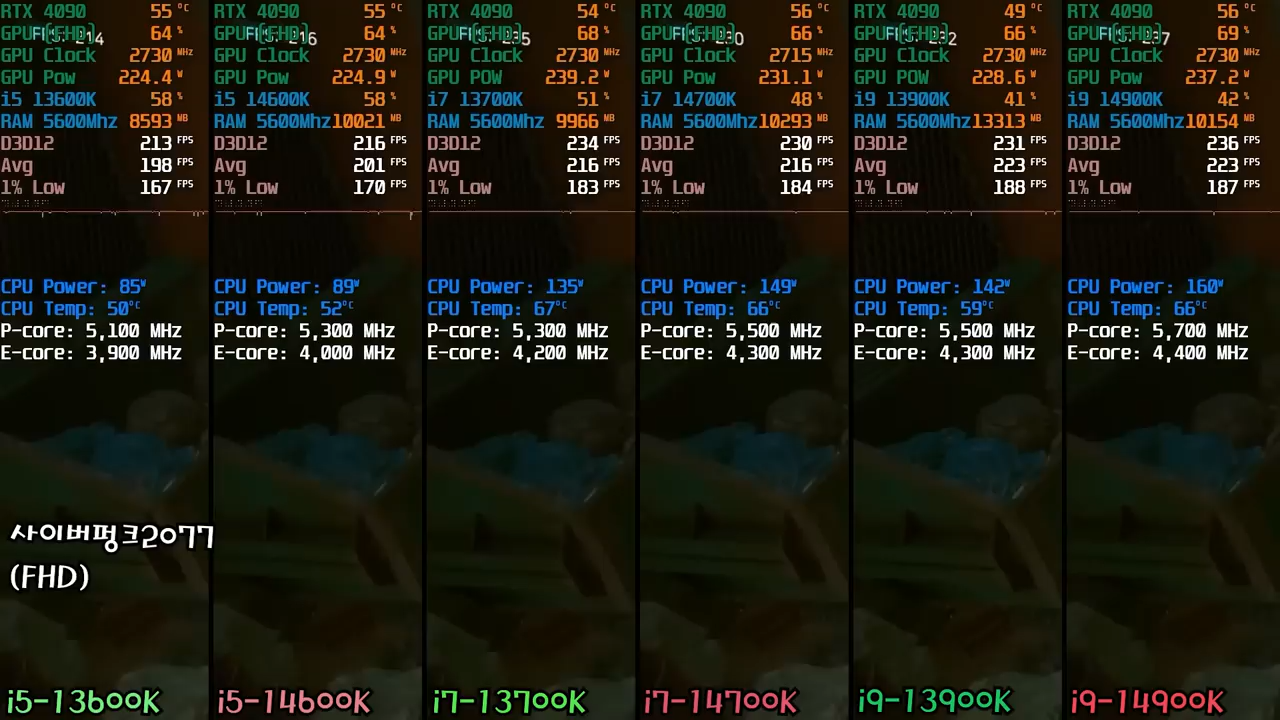 RTX 4090 55 °C
GPU (FHD) 64 %
GPU Clock 2730 MHz
GPU Pow 224.4 W
i5 13600K 58 %
RAM 5600Mhz 8593 MB
D3D12 213 FPS
Avg 198 FPS
1% Low 167 FPS
CPU Power: 85W
CPU Temp: 50°C
P-core: 5,100 MHz
E-core: 3,900 MHz
사이버펑크2077
(FHD)
i5-13600K
RTX 4090 55 °C
GPU (FHD) 64 %
GPU Clock 2730 MHz
GPU Pow 224.9 W
i5 14600K 58 %
RAM 5600Mhz 10021 MB
D3D12 216 FPS
Avg 201 FPS
1% Low 170 FPS
CPU Power: 89W
CPU Temp: 52°C
P-core: 5,300 MHz
E-core: 4,000 MHz
i5-14600K
RTX 4090 54 °C
GPU (FHD) 68 %
GPU Clock 2730 MHz
GPU POW 239.2 W
i7 13700K 51 %
RAM 5600Mhz 9966 MB
D3D12 234 FPS
Avg 216 FPS
1% Low 183 FPS
CPU Power: 135W
CPU Temp: 67°C
P-core: 5,300 MHz
E-core: 4,200 MHz
i7-13700K
RTX 4090 56 °C
GPU (FHD) 66 %
GPU Clock 2715 MHz
GPU Pow 231.1 W
i7 14700K 48 %
RAM 5600Mhz 10293 MB
D3D12 230 FPS
Avg 216 FPS
1% Low 184 FPS
CPU Power: 149W
CPU Temp: 66°C
P-core: 5,500 MHz
E-core: 4,300 MHz
i7-14700K
RTX 4090 49 °C
GPU (FHD) 66 %
GPU Clock 2730 MHz
GPU POW 228.6 W
i9 13900K 41 %
RAM 5600Mhz 13313 MB
D3D12 231 FPS
Avg 223 FPS
1% Low 188 FPS
CPU Power: 142W
CPU Temp: 59°C
P-core: 5,500 MHz
E-core: 4,300 MHz
i9-13900K
RTX 4090 56 °C
GPU (FHD) 69 %
GPU Clock 2730 MHz
GPU Pow 237.2 W
i9 14900K 42 %
RAM 5600Mhz 10154 MB
D3D12 236 FPS
Avg 223 FPS
1% Low 187 FPS
CPU Power: 160W
CPU Temp: 66°C
P-core: 5,700 MHz
E-core: 4,400 MHz
i9-14900K